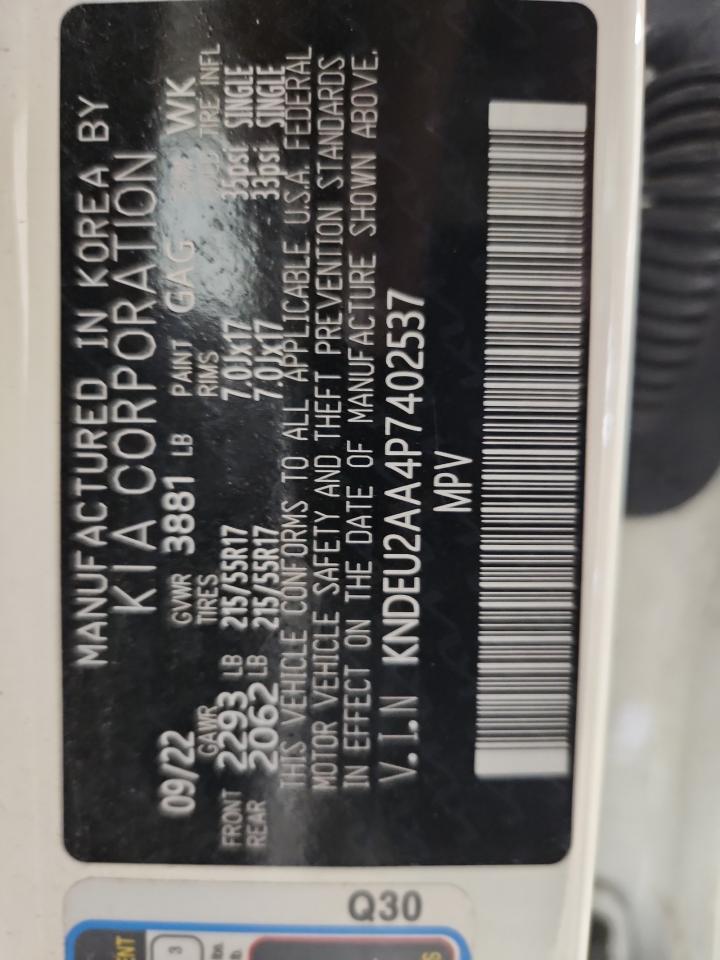 MANUFACTURED IN KOREA BY
KIA CORPORATION
09/22 GVWR 3881 LB PAINT GAG WK
GAWR TIRES RIMS TIRE INFL
FRONT 2293 LB 215/55R17 7.0Jx17 35psi SINGLE
REAR 2062 LB 215/55R17 7.0Jx17 33psi SINGLE
THIS VEHICLE CONFORMS TO ALL APPLICABLE U.S.A. FEDERAL
MOTOR VEHICLE SAFETY AND THEFT PREVENTION STANDARDS
IN EFFECT ON THE DATE OF MANUFACTURE SHOWN ABOVE.
V.I.N KNDEU2AA4P7402537
MPV
Q30
3